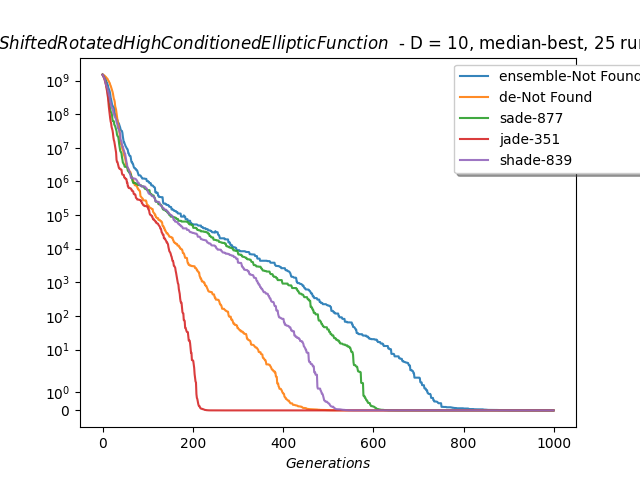 ShiftedRotatedHighConditionedEllipticFunction - D = 10, median-best, 25 run
10⁹
10⁸
10⁷
10⁶
10⁵
10⁴
10³
10²
10¹
10⁰
0
ensemble-Not Found
de-Not Found
sade-877
jade-351
shade-839
0 200 400 600 800 1000
Generations